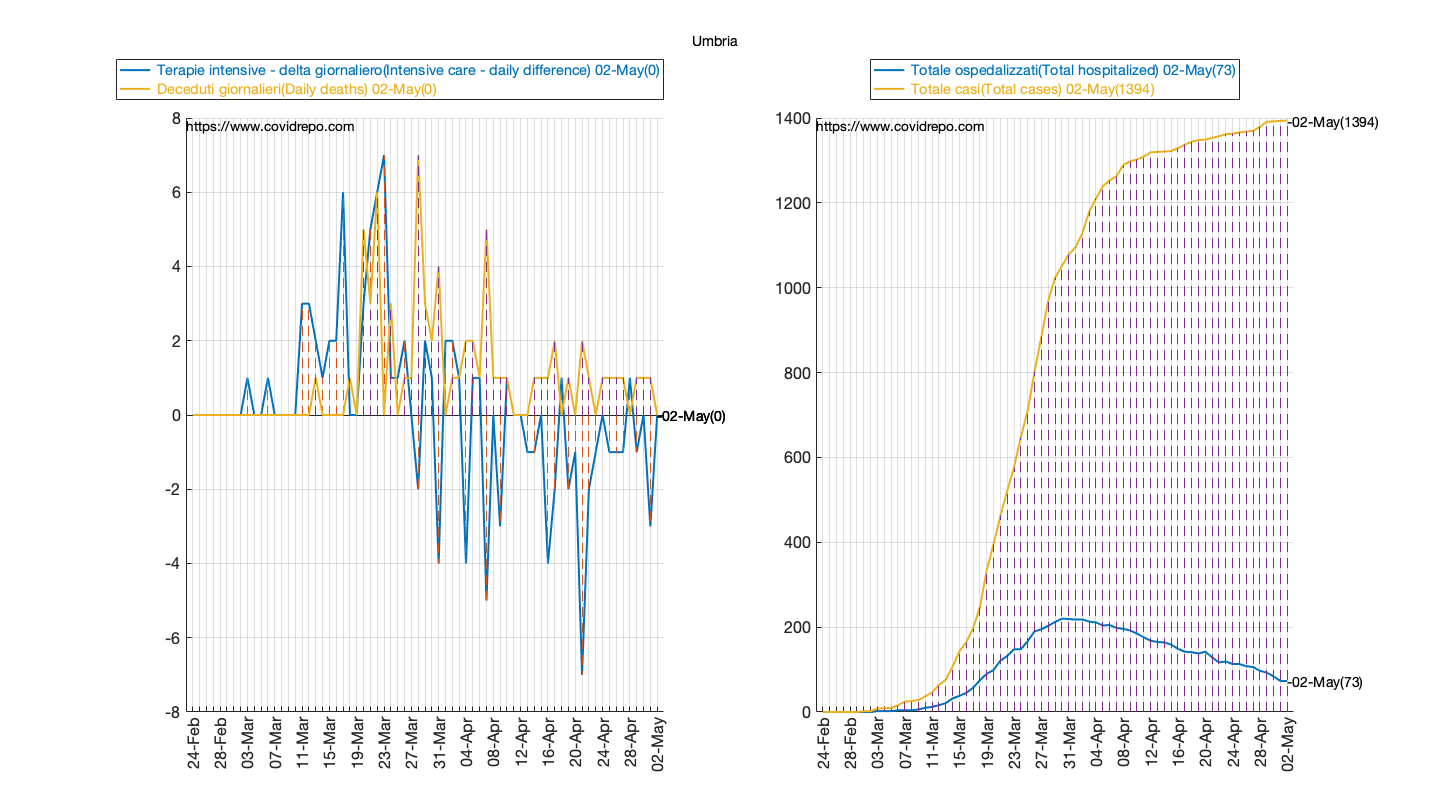 Umbria
Terapie intensive - delta giornaliero(Intensive care - daily difference) 02-May(0)
Deceduti giornalieri(Daily deaths) 02-May(0)
https://www.covidrepo.com
8
6
4
2
0
-2
-4
-6
-8
-02-May(0)
24-Feb
28-Feb
03-Mar
07-Mar
11-Mar
15-Mar
19-Mar
23-Mar
27-Mar
31-Mar
04-Apr
08-Apr
12-Apr
16-Apr
20-Apr
24-Apr
28-Apr
02-May
Totale ospedalizzati(Total hospitalized) 02-May(73)
Totale casi(Total cases) 02-May(1394)
https://www.covidrepo.com
1400
1200
1000
800
600
400
200
0
-02-May(1394)
-02-May(73)
24-Feb
28-Feb
03-Mar
07-Mar
11-Mar
15-Mar
19-Mar
23-Mar
27-Mar
31-Mar
04-Apr
08-Apr
12-Apr
16-Apr
20-Apr
24-Apr
28-Apr
02-May